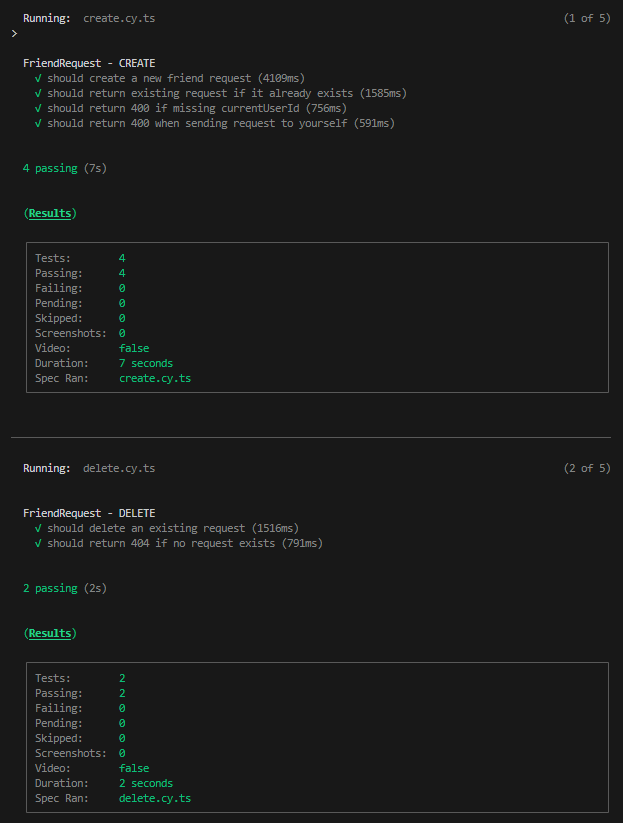 Running:  create.cy.ts (1 of 5)
>
FriendRequest - CREATE
√ should create a new friend request (4109ms)
√ should return existing request if it already exists (1585ms)
√ should return 400 if missing currentUserId (756ms)
√ should return 400 when sending request to yourself (591ms)
4 passing (7s)
(Results)
Tests: 4
Passing: 4
Failing: 0
Pending: 0
Skipped: 0
Screenshots: 0
Video: false
Duration: 7 seconds
Spec Ran: create.cy.ts
Running:  delete.cy.ts (2 of 5)
FriendRequest - DELETE
√ should delete an existing request (1516ms)
√ should return 404 if no request exists (791ms)
2 passing (2s)
(Results)
Tests: 2
Passing: 2
Failing: 0
Pending: 0
Skipped: 0
Screenshots: 0
Video: false
Duration: 2 seconds
Spec Ran: delete.cy.ts